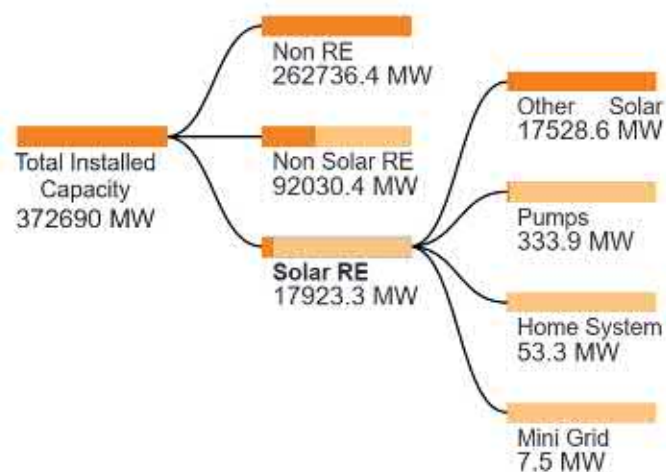 Total Installed
Capacity
372690 MW
Non RE
262736.4 MW
Non Solar RE
92030.4 MW
Solar RE
17923.3 MW
Other Solar
17528.6 MW
Pumps
333.9 MW
Home System
53.3 MW
Mini Grid
7,5 MW